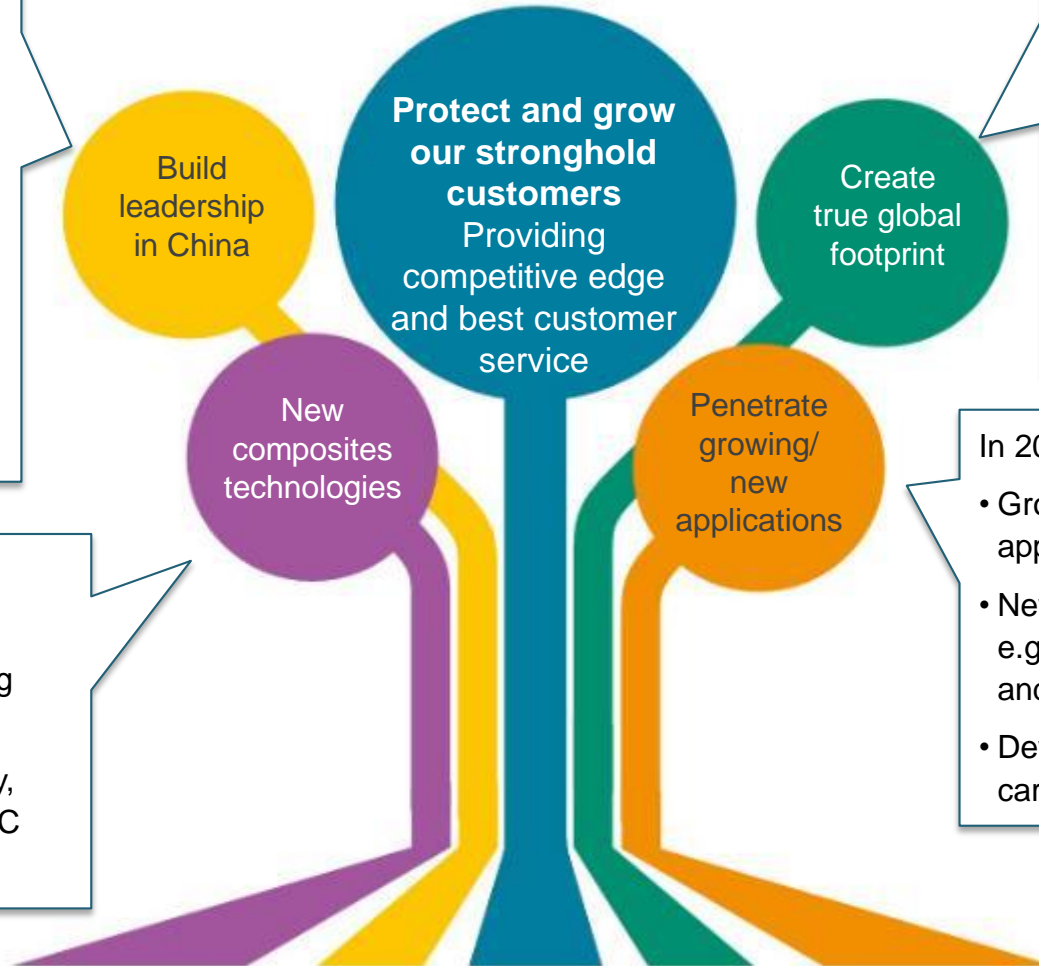 Protect and grow
our stronghold
customers
Providing
competitive edge
and best customer
service
Build
leadership
in China
Create
true global
footprint
New
composites
technologies
Penetrate
growing/
new
applications
In
•
•
e.g
•